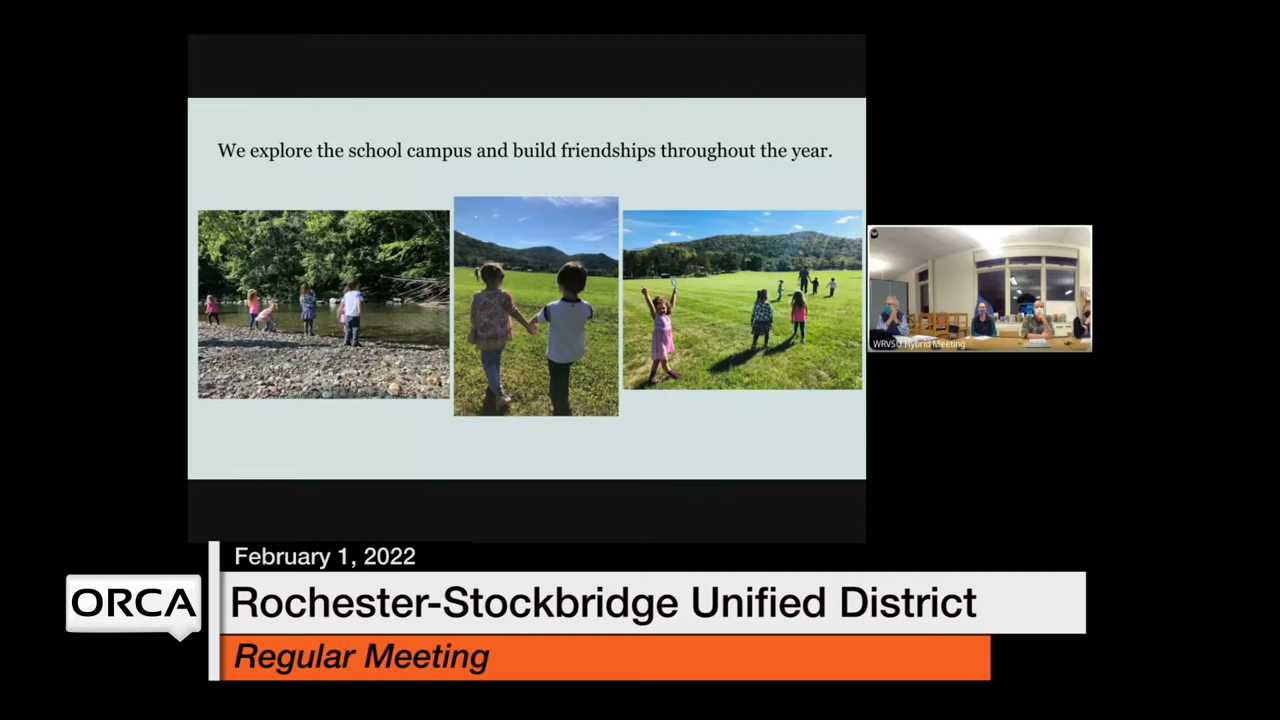 We explore the school campus and build friendships throughout the year.
WRVSU Hybrid Meeting
February 1, 2022
ORCA
Rochester-Stockbridge Unified District
Regular Meeting